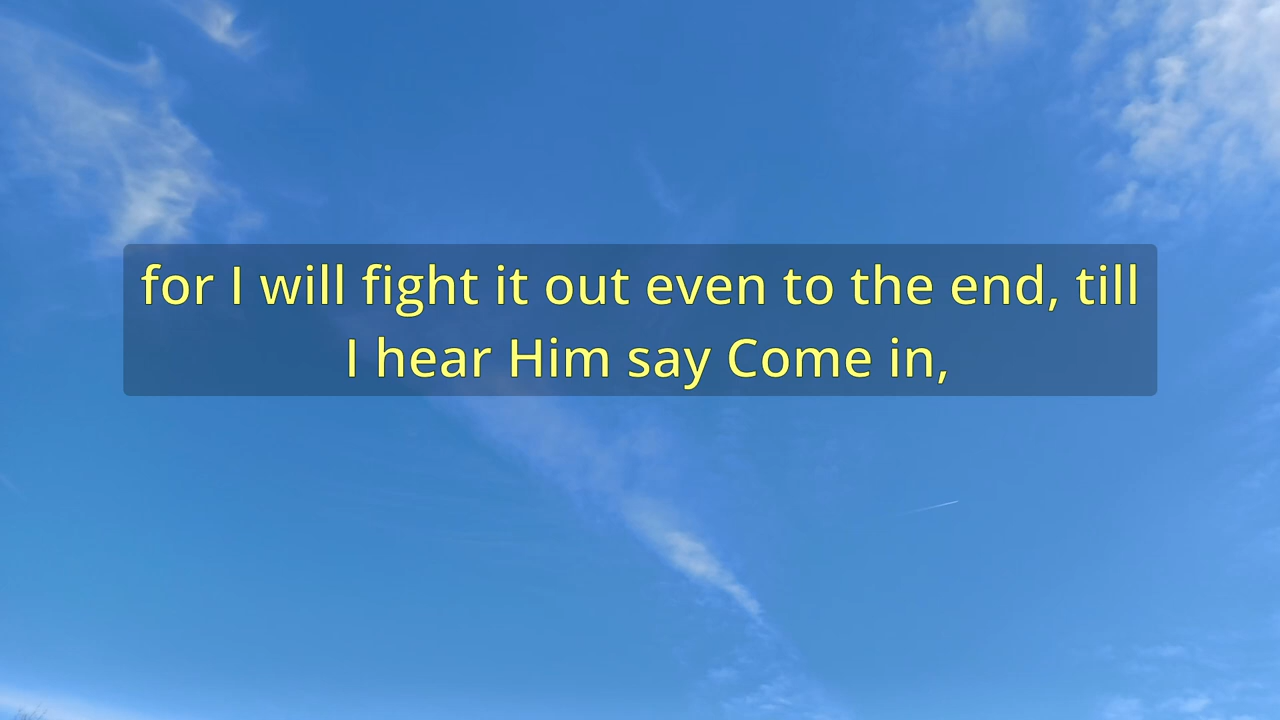 for I will fight it out even to the end, till
I hear Him say Come in,